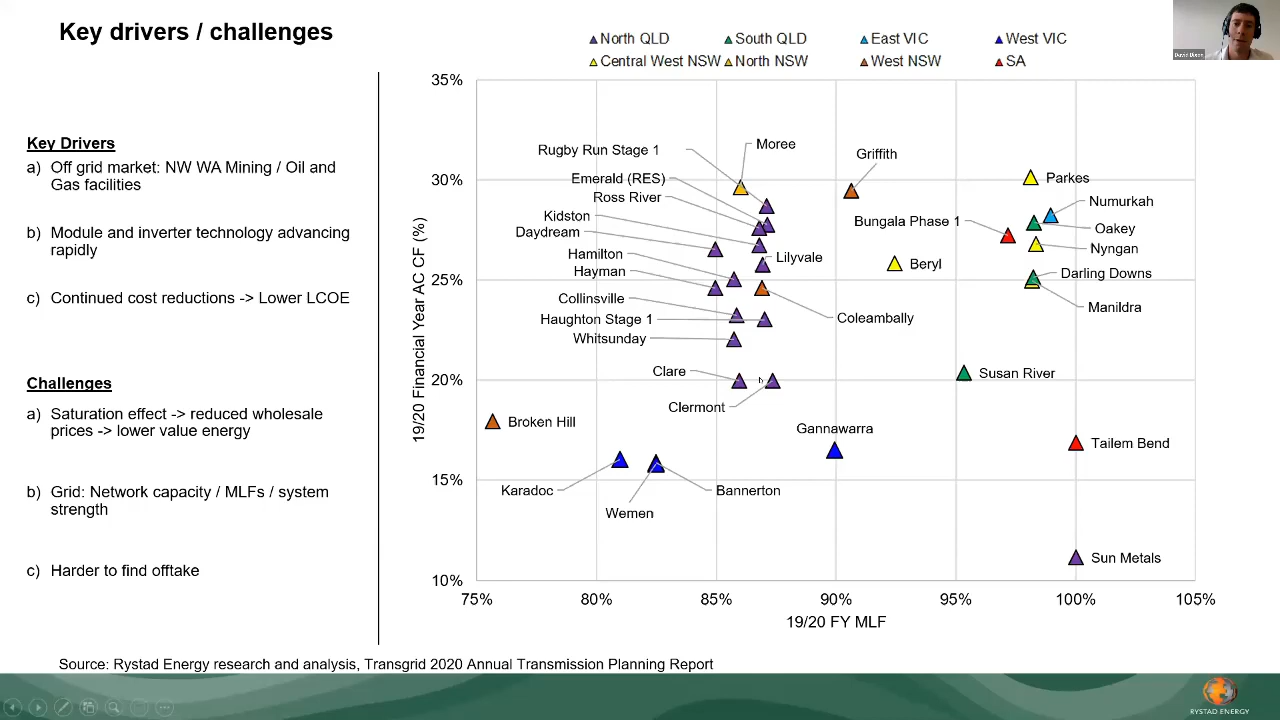 Key drivers / challenges
David Dixon
Key Drivers
a) Off grid market: NW WA Mining / Oil and
Gas facilities
b) Module and inverter technology advancing
rapidly
c) Continued cost reductions -> Lower LCOE
Challenges
a) Saturation effect -> reduced wholesale
prices -> lower value energy
b) Grid: Network capacity / MLFs / system
strength
c) Harder to find offtake
North QLD
South QLD
East VIC
West VIC
Central West NSW
North NSW
West NSW
SA
19/20 Financial Year AC CF (%)
35%
30%
25%
20%
15%
10%
Rugby Run Stage 1
Moree
Griffith
Emerald (RES)
Parkes
Ross River
Numurkah
Kidston
Bungala Phase 1
Oakey
Daydream
Nyngan
Hamilton
Lilyvale
Beryl
Hayman
Darling Downs
Collinsville
Manildra
Haughton Stage 1
Coleambally
Whitsunday
Clare
Susan River
Clermont
Broken Hill
Gannawarra
Tailem Bend
Karadoc
Bannerton
Wemen
Sun Metals
75%
80%
85%
90%
95%
100%
105%
19/20 FY MLF
Source: Rystad Energy research and analysis, Transgrid 2020 Annual Transmission Planning Report
RYSTAD ENERGY